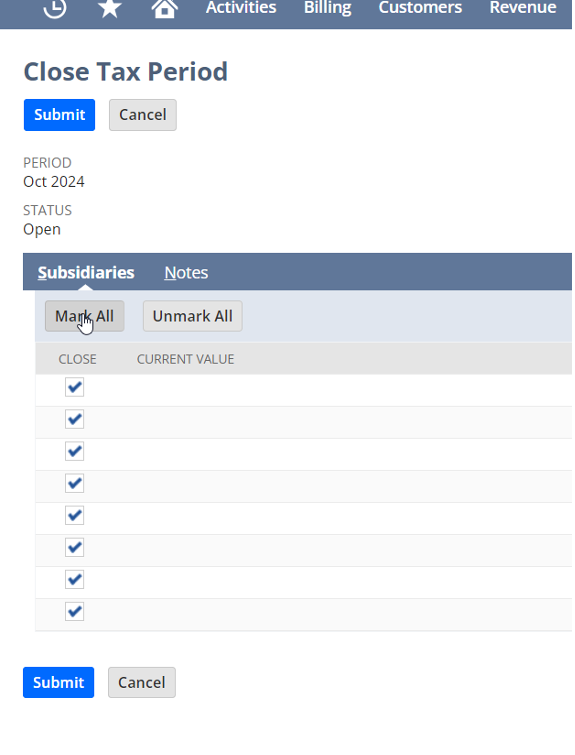 Activities Billing Customers Revenue
Close Tax Period
Submit Cancel
PERIOD
Oct 2024
STATUS
Open
Subsidiaries Notes
Mark All Unmark All
CLOSE CURRENT VALUE
Submit Cancel